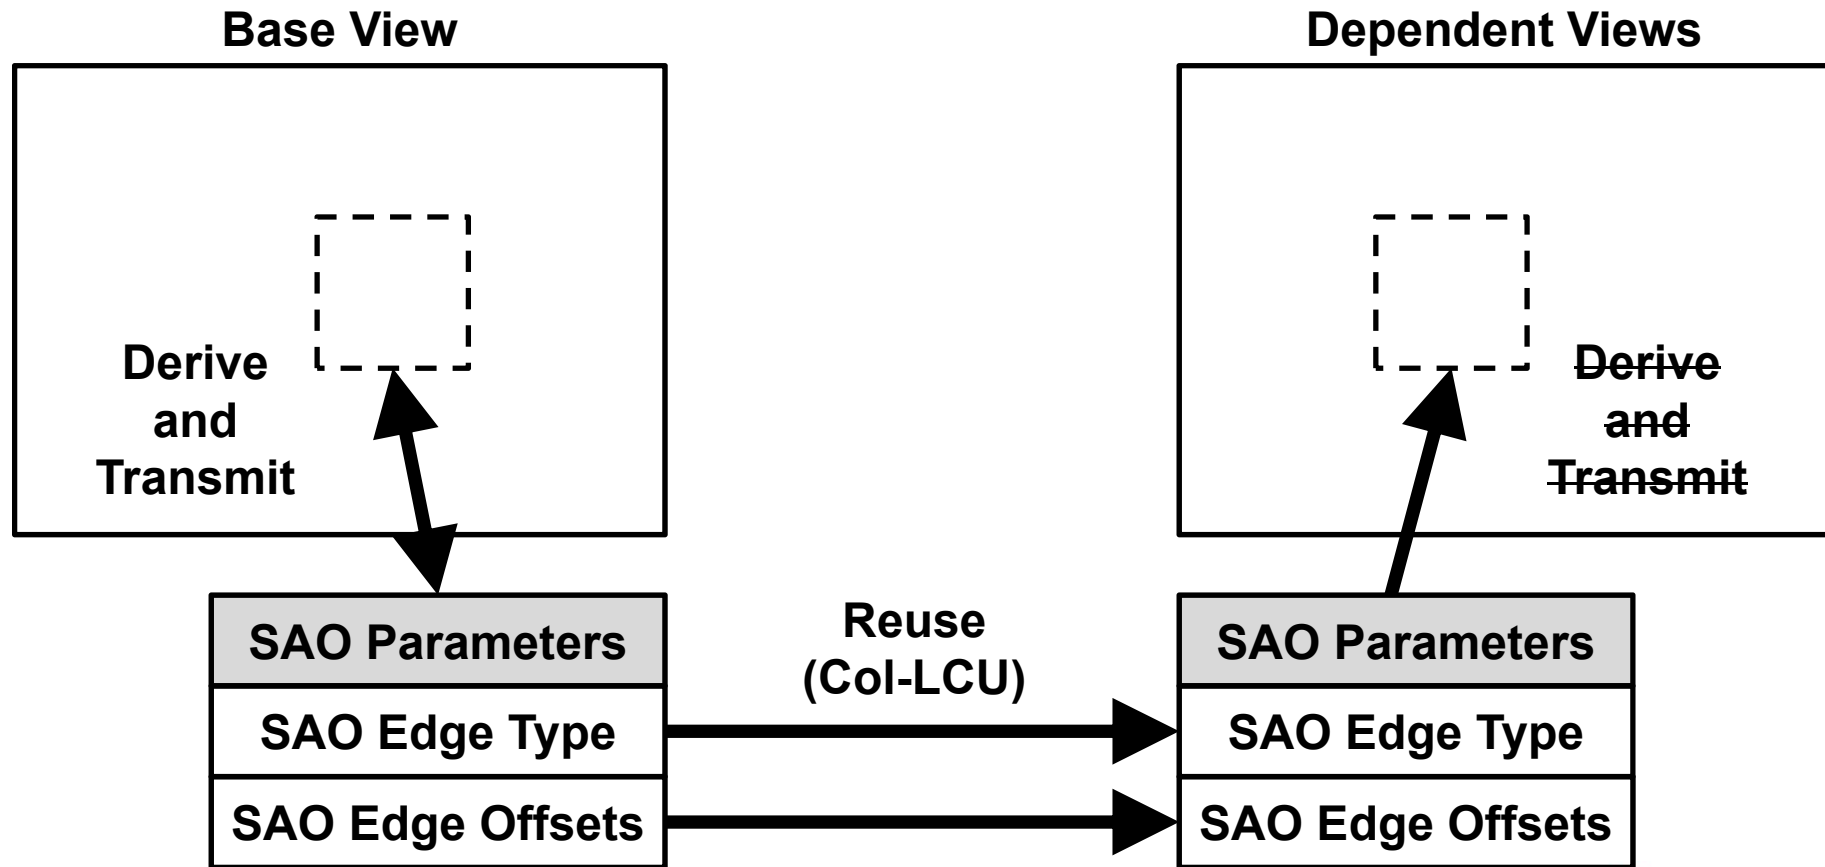 Base View
Dependent Views
Derive
and
Transmit
Derive
and
Transmit
SAO Parameters
SAO Edge Type
SAO Edge Offsets
Reuse
(Col-LCU)
SAO Parameters
SAO Edge Type
SAO Edge Offsets